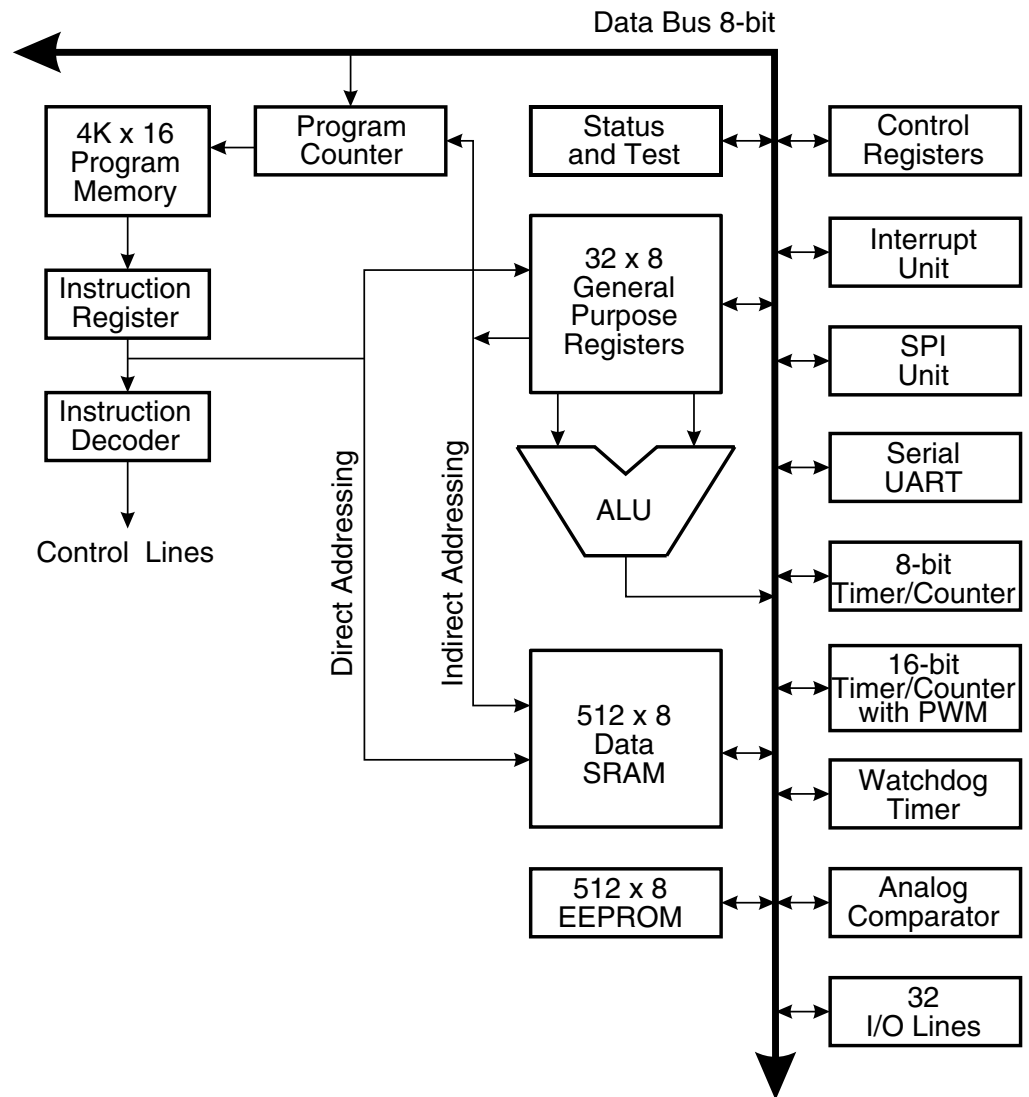 Data Bus 8-bit
4K x 16
Program
Memory
Program
Counter
Status
and Test
Control
Registers
Instruction
Register
32 x 8
General
Purpose
Registers
Interrupt
Unit
SPI
Unit
Instruction
Decoder
Control Lines
Direct Addressing
Indirect Addressing
ALU
Serial
UART
8-bit
Timer/Counter
512 x 8
Data
SRAM
16-bit
Timer/Counter
with PWM
Watchdog
Timer
512 x 8
EEPROM
Analog
Comparator
32
I/O Lines